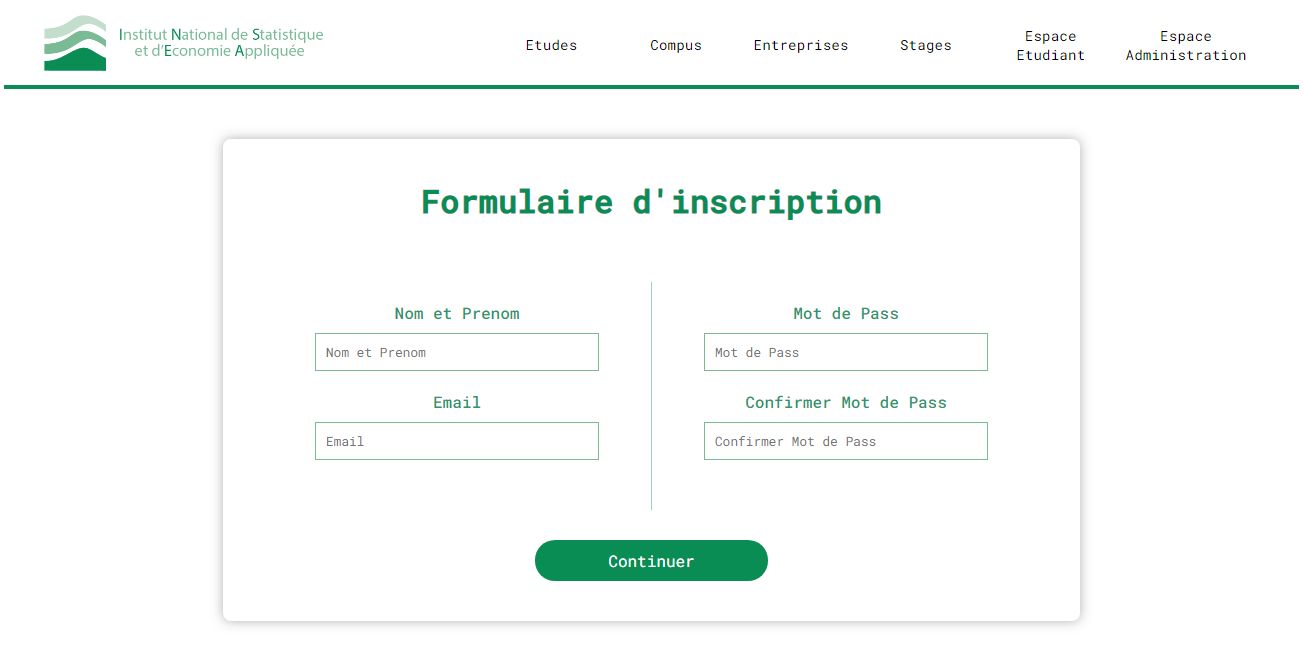 Institut National de Statistique
et d'Economie Appliquée
Etudes
Compus
Entreprises
Stages
Espace
Etudiant
Espace
Administration
Formulaire d'inscription
Nom et Prenom
Nom et Prenom
Email
Email
Mot de Pass
Mot de Pass
Confirmer Mot de Pass
Confirmer Mot de Pass
Continuer